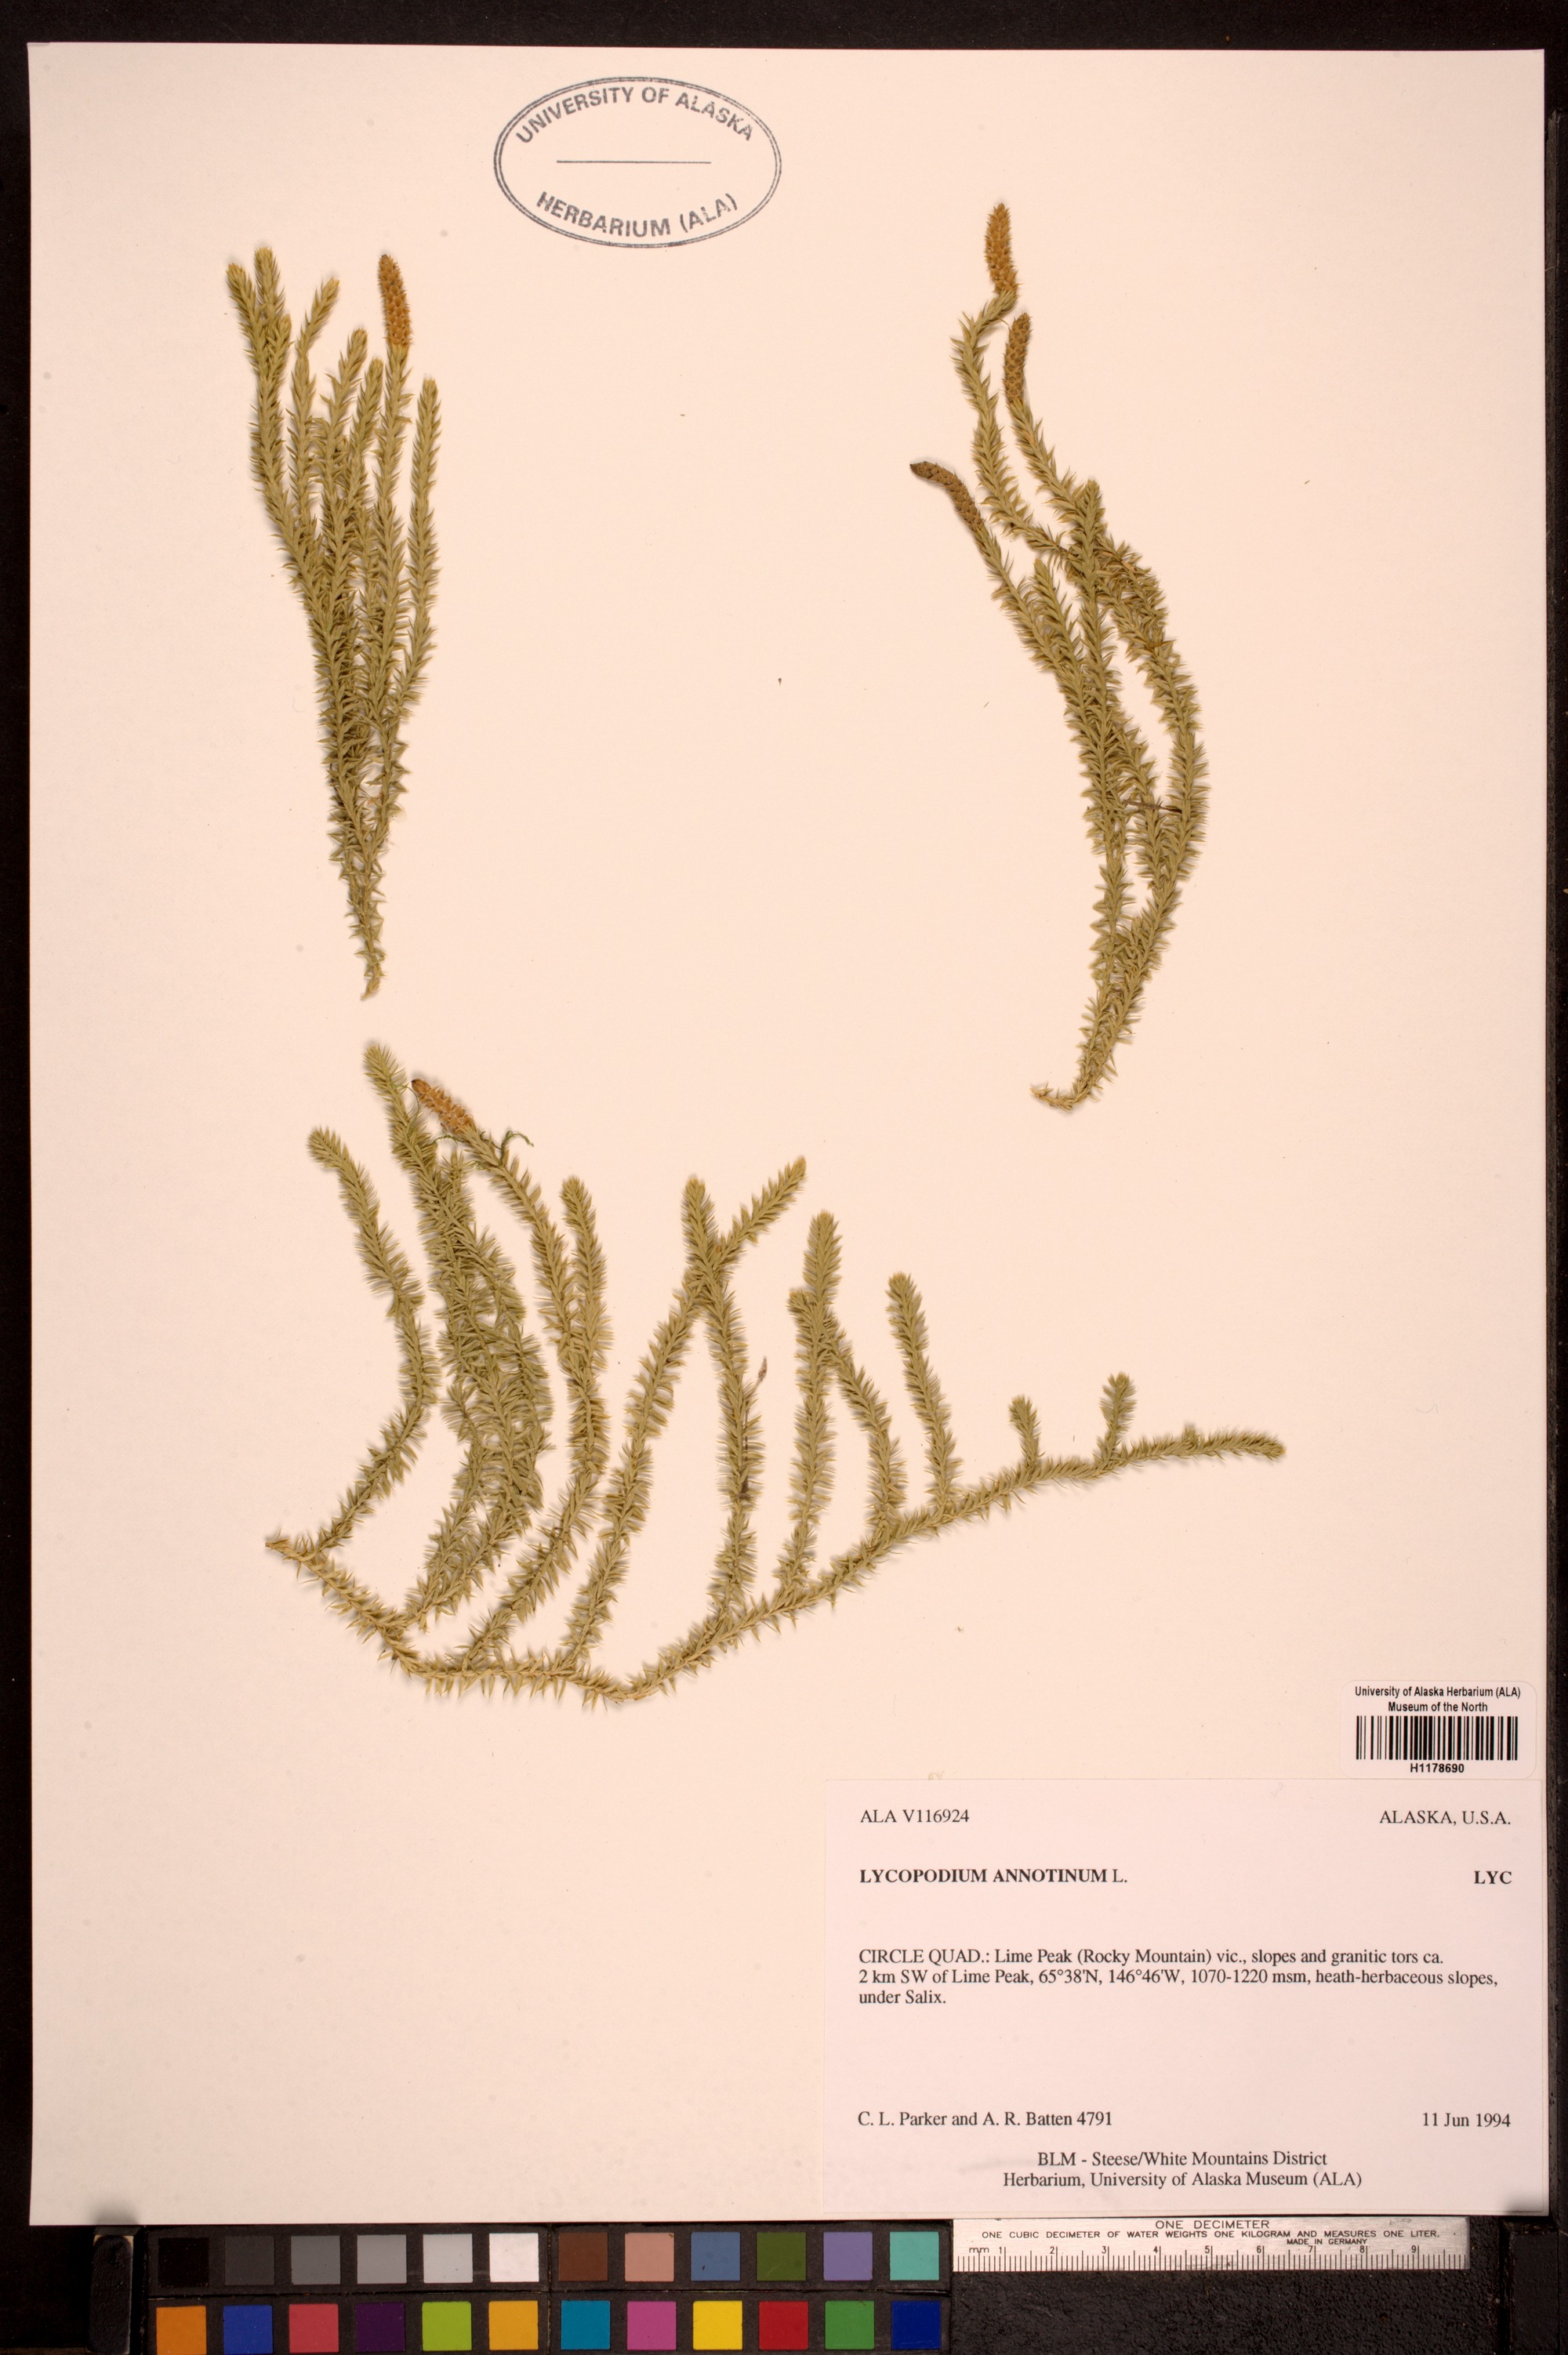 UNIVERSITY OF ALASKA
HERBARIUM (ALA)
University of Alaska Herbarium (ALA)
Museum of the North
H1178690
ALA V116924 ALASKA, U.S.A.
LYCOPODIUM ANNOTINUM L. LYC
CIRCLE QUAD.: Lime Peak (Rocky Mountain) vic., slopes and granitic tors ca.
2 km SW of Lime Peak, 65°38'N, 146°46'W, 1070-1220 msm, heath-herbaceous slopes,
under Salix.
C. L. Parker and A. R. Batten 4791 11 Jun 1994
BLM - Steese/White Mountains District
Herbarium, University of Alaska Museum (ALA)
ONE DECIMETER
ONE CUBIC DECIMETER OF WATER WEIGHTS ONE KILOGRAM AND MEASURES ONE LITER.
MADE IN GERMANY
mm 1 2 3 4 5 6 7 8 9